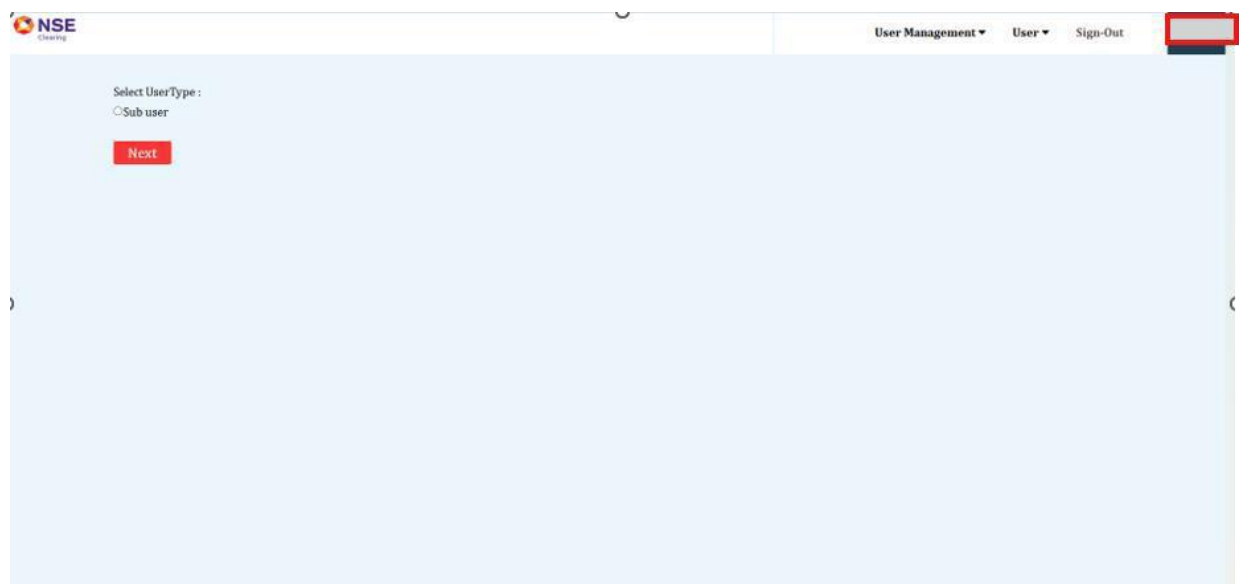 NSE
Clearing
User Management User Sign-Out
Select UserType :
Sub user
Next